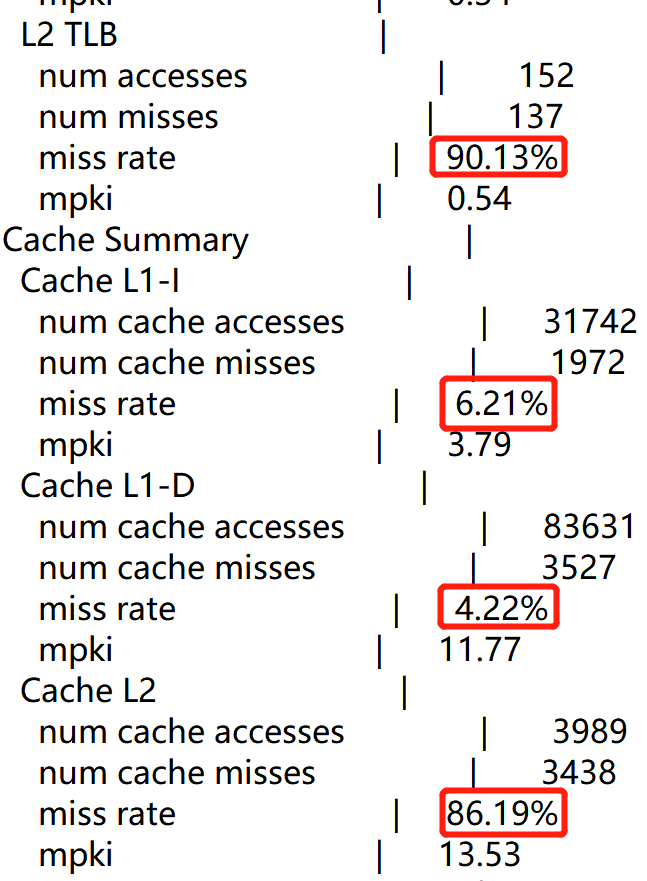 mpki | 0.54
L2 TLB |
num accesses | 152
num misses | 137
miss rate | 90.13%
mpki | 0.54
Cache Summary |
Cache L1-I |
num cache accesses | 31742
num cache misses | 1972
miss rate | 6.21%
mpki | 3.79
Cache L1-D |
num cache accesses | 83631
num cache misses | 3527
miss rate | 4.22%
mpki | 11.77
Cache L2 |
num cache accesses | 3989
num cache misses | 3438
miss rate | 86.19%
mpki | 13.53